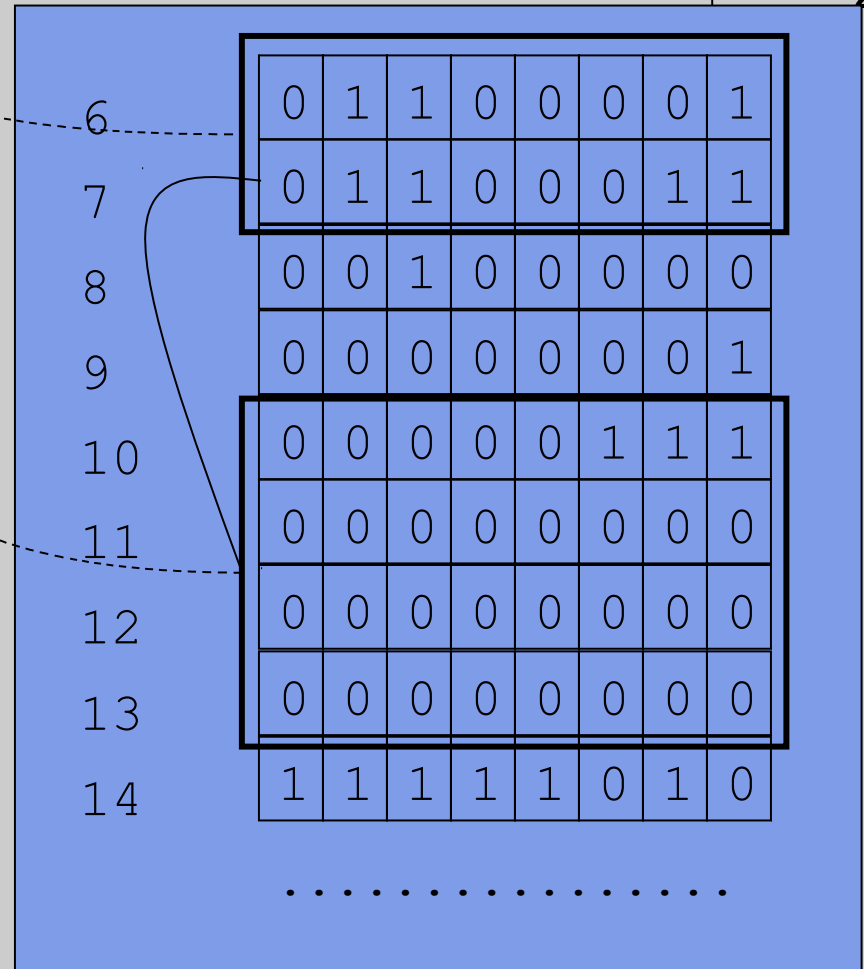 6 0 1 1 0 0 0 0 1
7 0 1 1 0 0 0 1 1
8 0 0 1 0 0 0 0 0
9 0 0 0 0 0 0 0 1
10 0 0 0 0 0 1 1 1
11 0 0 0 0 0 0 0 0
12 0 0 0 0 0 0 0 0
13 0 0 0 0 0 0 0 0
14 1 1 1 1 1 0 1 0
................